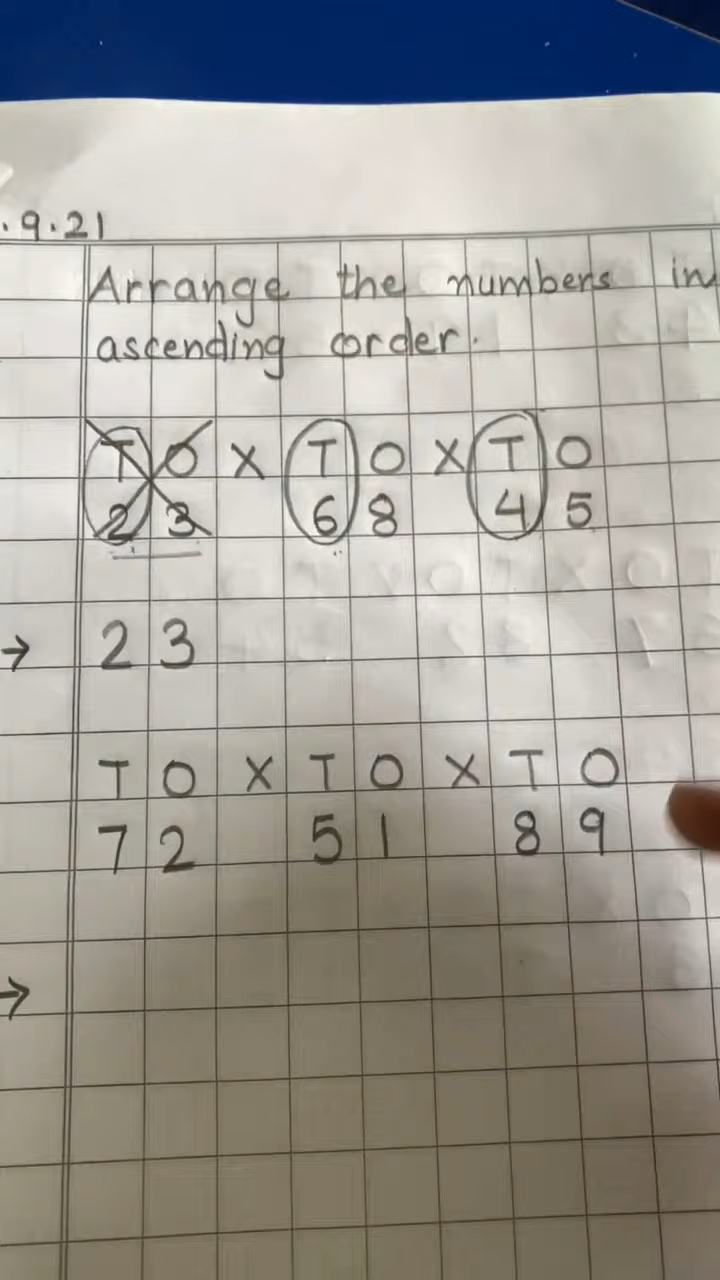 .9.21
Arrange the numbers in
ascending order.
T O X T O X T O
2 3 6 8 4 5
→ 2 3
T O X T O X T O
7 2 5 1 8 9
→